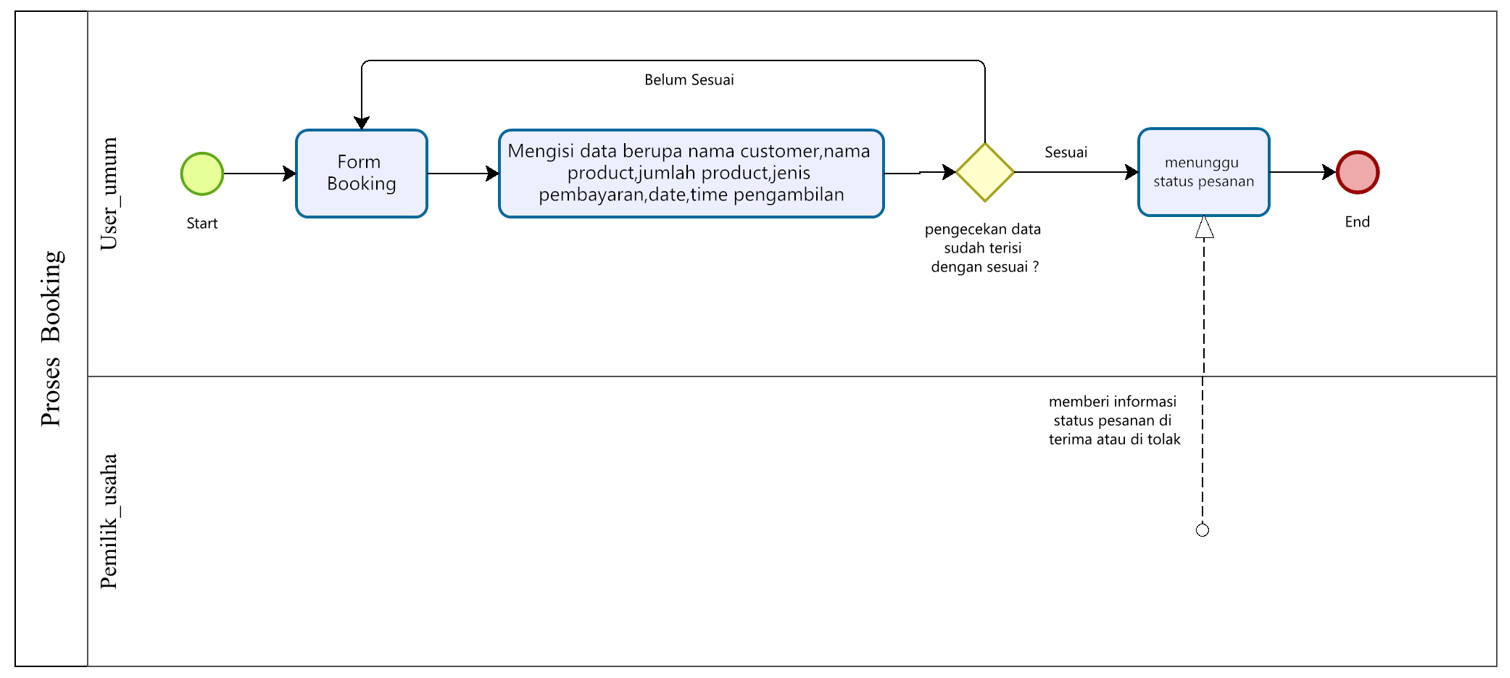 Proses Booking
User_umum
Start
Form
Booking
Belum Sesuai
Mengisi data berupa nama customer,nama
product,jumlah product,jenis
pembayaran,date,time pengambilan
pengecekan data
sudah terisi
dengan sesuai ?
Sesuai
menunggu
status pesanan
End
Pemilik_usaha
memberi informasi
status pesanan di
terima atau di tolak